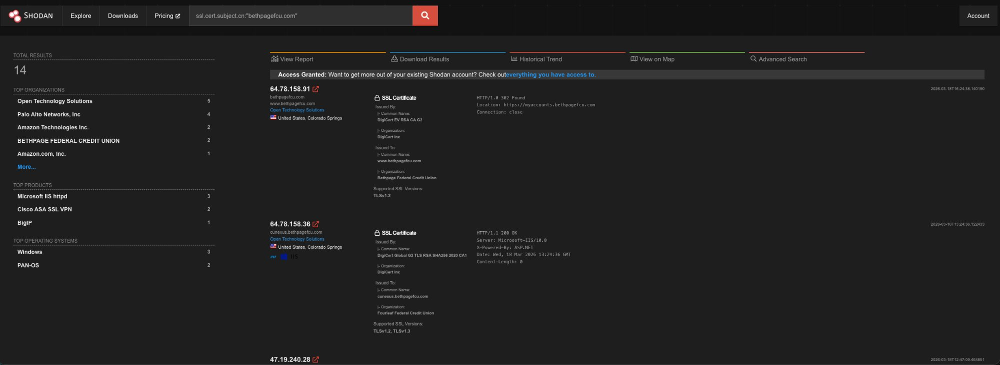 SHODAN
Explore
Downloads
Pricing
ssl.cert.subject.cn:"bethpagefcu.com"
Account
TOTAL RESULTS
14
TOP ORGANIZATIONS
Open Technology Solutions 5
Palo Alto Networks, Inc 4
Amazon Technologies Inc. 2
BETHPAGE FEDERAL CREDIT UNION 2
Amazon.com, Inc. 1
More...
TOP PRODUCTS
Microsoft IIS httpd 3
Cisco ASA SSL VPN 2
BigIP 1
TOP OPERATING SYSTEMS
Windows 3
PAN-OS 2
View Report
Download Results
Historical Trend
View on Map
Advanced Search
Access Granted: Want to get more out of your existing Shodan account? Check outeverything you have access to.
64.78.158.91
2026-03-18T16:24:38.140190
bethpagefcu.com
www.bethpagefcu.com
Open Technology Solutions
United States, Colorado Springs
SSL Certificate
Issued By:
|- Common Name:
DigiCert EV RSA CA G2
|- Organization:
DigiCert Inc
Issued To:
|- Common Name:
www.bethpagefcu.com
|- Organization:
Bethpage Federal Credit Union
Supported SSL Versions:
TLSv1.2
HTTP/1.0 302 Found
Location: https://myaccounts.bethpagefcu.com
Connection: close
64.78.158.36
2026-03-18T13:24:36.122433
cunexus.bethpagefcu.com
Open Technology Solutions
United States, Colorado Springs
IIS
SSL Certificate
Issued By:
|- Common Name:
DigiCert Global G2 TLS RSA SHA256 2020 CA1
|- Organization:
DigiCert Inc
Issued To:
|- Common Name:
cunexus.bethpagefcu.com
|- Organization:
Fourleaf Federal Credit Union
Supported SSL Versions:
TLSv1.2, TLSv1.3
HTTP/1.1 200 OK
Server: Microsoft-IIS/10.0
X-Powered-By: ASP.NET
Date: Wed, 18 Mar 2026 13:24:36 GMT
Content-Length: 0
47.19.240.28
2026-03-18T12:47:09.464851